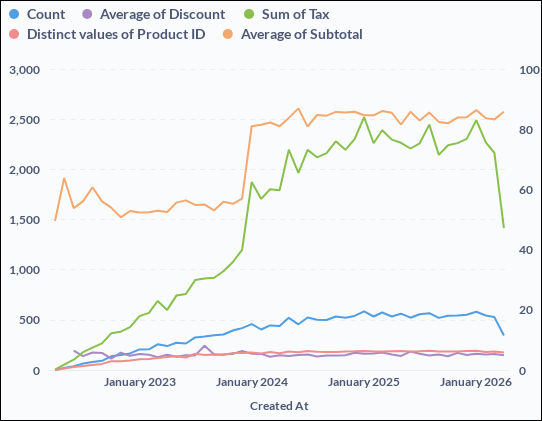 Count Average of Discount Sum of Tax
Distinct values of Product ID Average of Subtotal
3,000 100
2,500
80
2,000
60
1,500
40
1,000
20
500
0 0
January 2023 January 2024 January 2025 January 2026
Created At